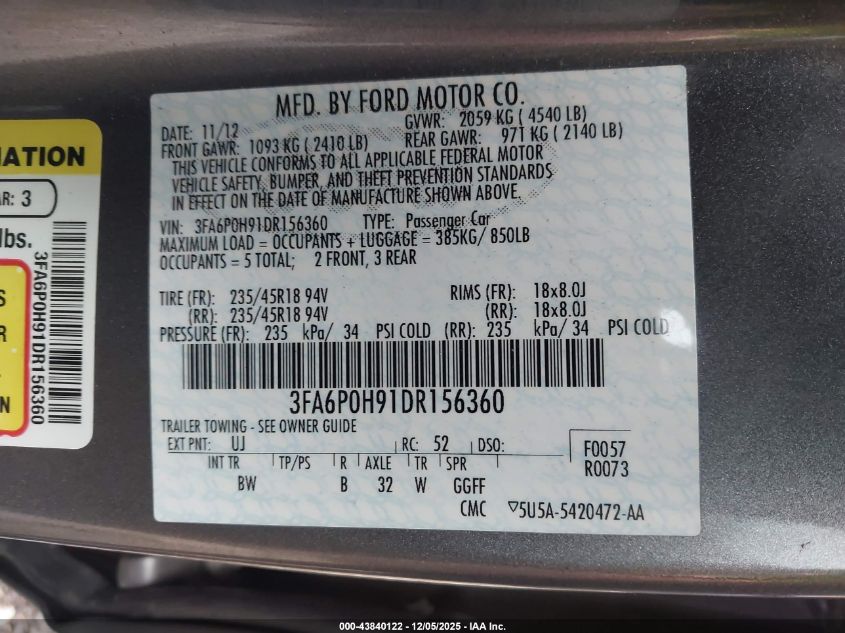 MFD. BY FORD MOTOR CO.
DATE: 11/12 GVWR: 2059 KG ( 4540 LB)
FRONT GAWR: 1093 KG ( 2410 LB) REAR GAWR: 971 KG ( 2140 LB)
THIS VEHICLE CONFORMS TO ALL APPLICABLE FEDERAL MOTOR
VEHICLE SAFETY, BUMPER, AND THEFT PREVENTION STANDARDS
IN EFFECT ON THE DATE OF MANUFACTURE SHOWN ABOVE.
VIN: 3FA6P0H91DR156360 TYPE: Passenger Car
MAXIMUM LOAD = OCCUPANTS + LUGGAGE = 385KG/ 850LB
OCCUPANTS = 5 TOTAL; 2 FRONT, 3 REAR
TIRE (FR): 235/45R18 94V RIMS (FR): 18x8.0J
(RR): 235/45R18 94V (RR): 18x8.0J
PRESSURE (FR): 235 kPa/ 34 PSI COLD (RR): 235 kPa/ 34 PSI COLD
3FA6P0H91DR156360
TRAILER TOWING - SEE OWNER GUIDE
EXT PNT: UJ RC: 52 DSO: F0057
INT TR TP/PS R AXLE TR SPR R0073
BW B 32 W GGFF
CMC ▽5U5A-5420472-AA
MATION
AR: 3
lbs.
3FA6P0H91DR156360
S
R
N
000-43840122 - 12/05/2025 - IAA Inc.